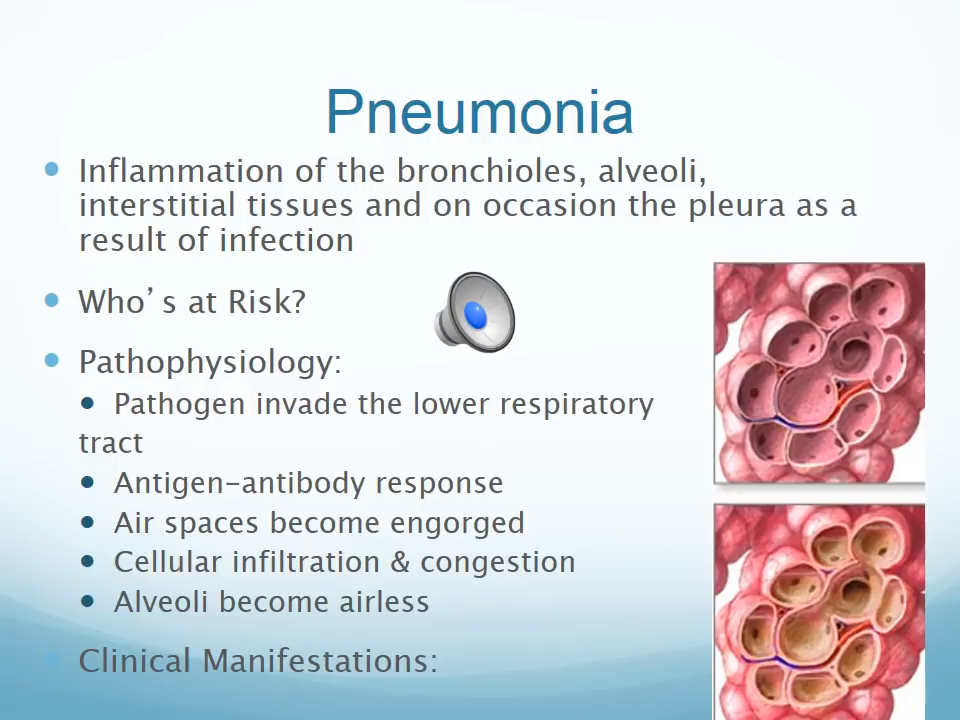 Pneumonia
Inflammation of the bronchioles, alveoli,
interstitial tissues and on occasion the pleura as a
result of infection
Who’s at Risk?
Pathophysiology:
Pathogen invade the lower respiratory
tract
Antigen-antibody response
Air spaces become engorged
Cellular infiltration & congestion
Alveoli become airless
Clinical Manifestations: